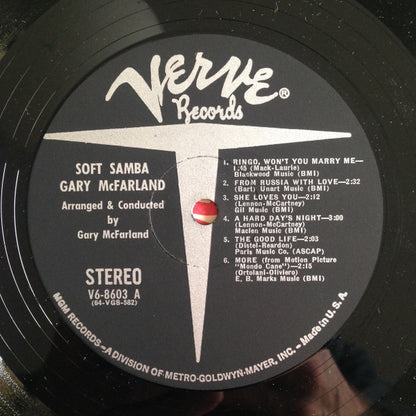 Verve®
Records
SOFT SAMBA
GARY McFARLAND
Arranged & Conducted
by
Gary McFarland
STEREO
V6-8603 A
(64-VGS-582)
1. RINGO, WON'T YOU MARRY ME—
1:45 (Mack-Laurie)
Blackwood Music (BMI)
2. FROM RUSSIA WITH LOVE—2:32
(Bart) Unart Music (BMI)
3. SHE LOVES YOU—2:12
(Lennon-McCartney)
Gil Music (BMI)
4. A HARD DAY'S NIGHT—3:00
(Lennon-McCartney)
Maclen Music (BMI)
5. THE GOOD LIFE—2:03
(Distel-Reardon)
Paris Music Co. (ASCAP)
6. MORE (from Motion Picture
"Mondo Cane")—2:15
(Ortolani-Oliviero)
E. B. Marks Music (BMI)
MGM RECORDS—A DIVISION OF METRO-GOLDWYN-MAYER, INC.—Made in U.S.A.